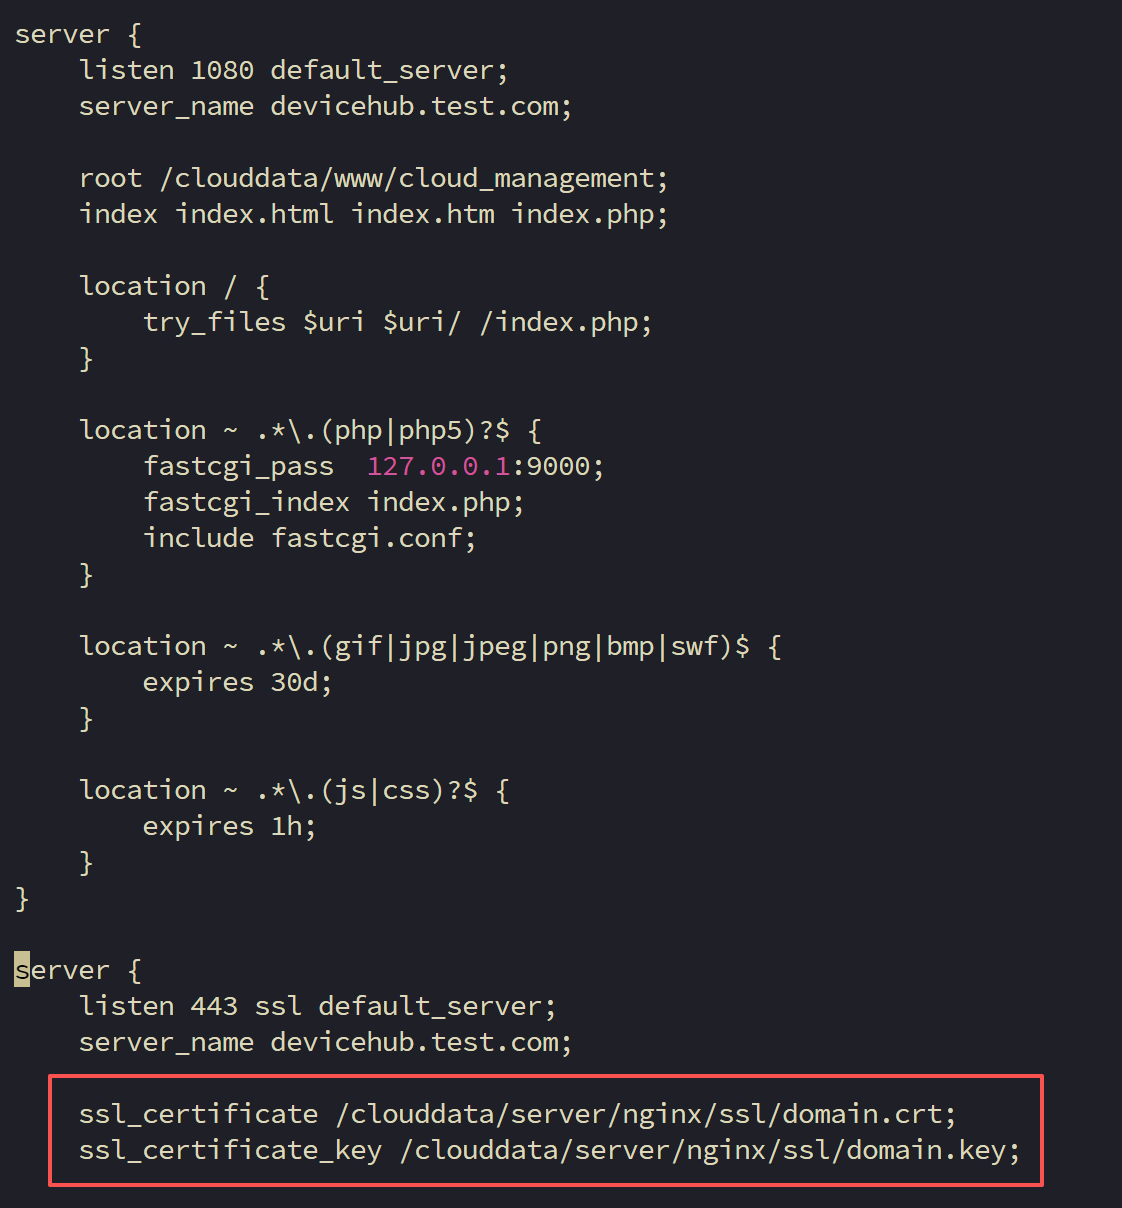 server {
    listen 1080 default_server;
    server_name devicehub.test.com;

    root /clouddata/www/cloud_management;
    index index.html index.htm index.php;

    location / {
        try_files $uri $uri/ /index.php;
    }

    location ~ .*\.(php|php5)?$ {
        fastcgi_pass  127.0.0.1:9000;
        fastcgi_index index.php;
        include fastcgi.conf;
    }

    location ~ .*\.(gif|jpg|jpeg|png|bmp|swf)$ {
        expires 30d;
    }

    location ~ .*\.(js|css)?$ {
        expires 1h;
    }
}

server {
    listen 443 ssl default_server;
    server_name devicehub.test.com;

    ssl_certificate /clouddata/server/nginx/ssl/domain.crt;
    ssl_certificate_key /clouddata/server/nginx/ssl/domain.key;